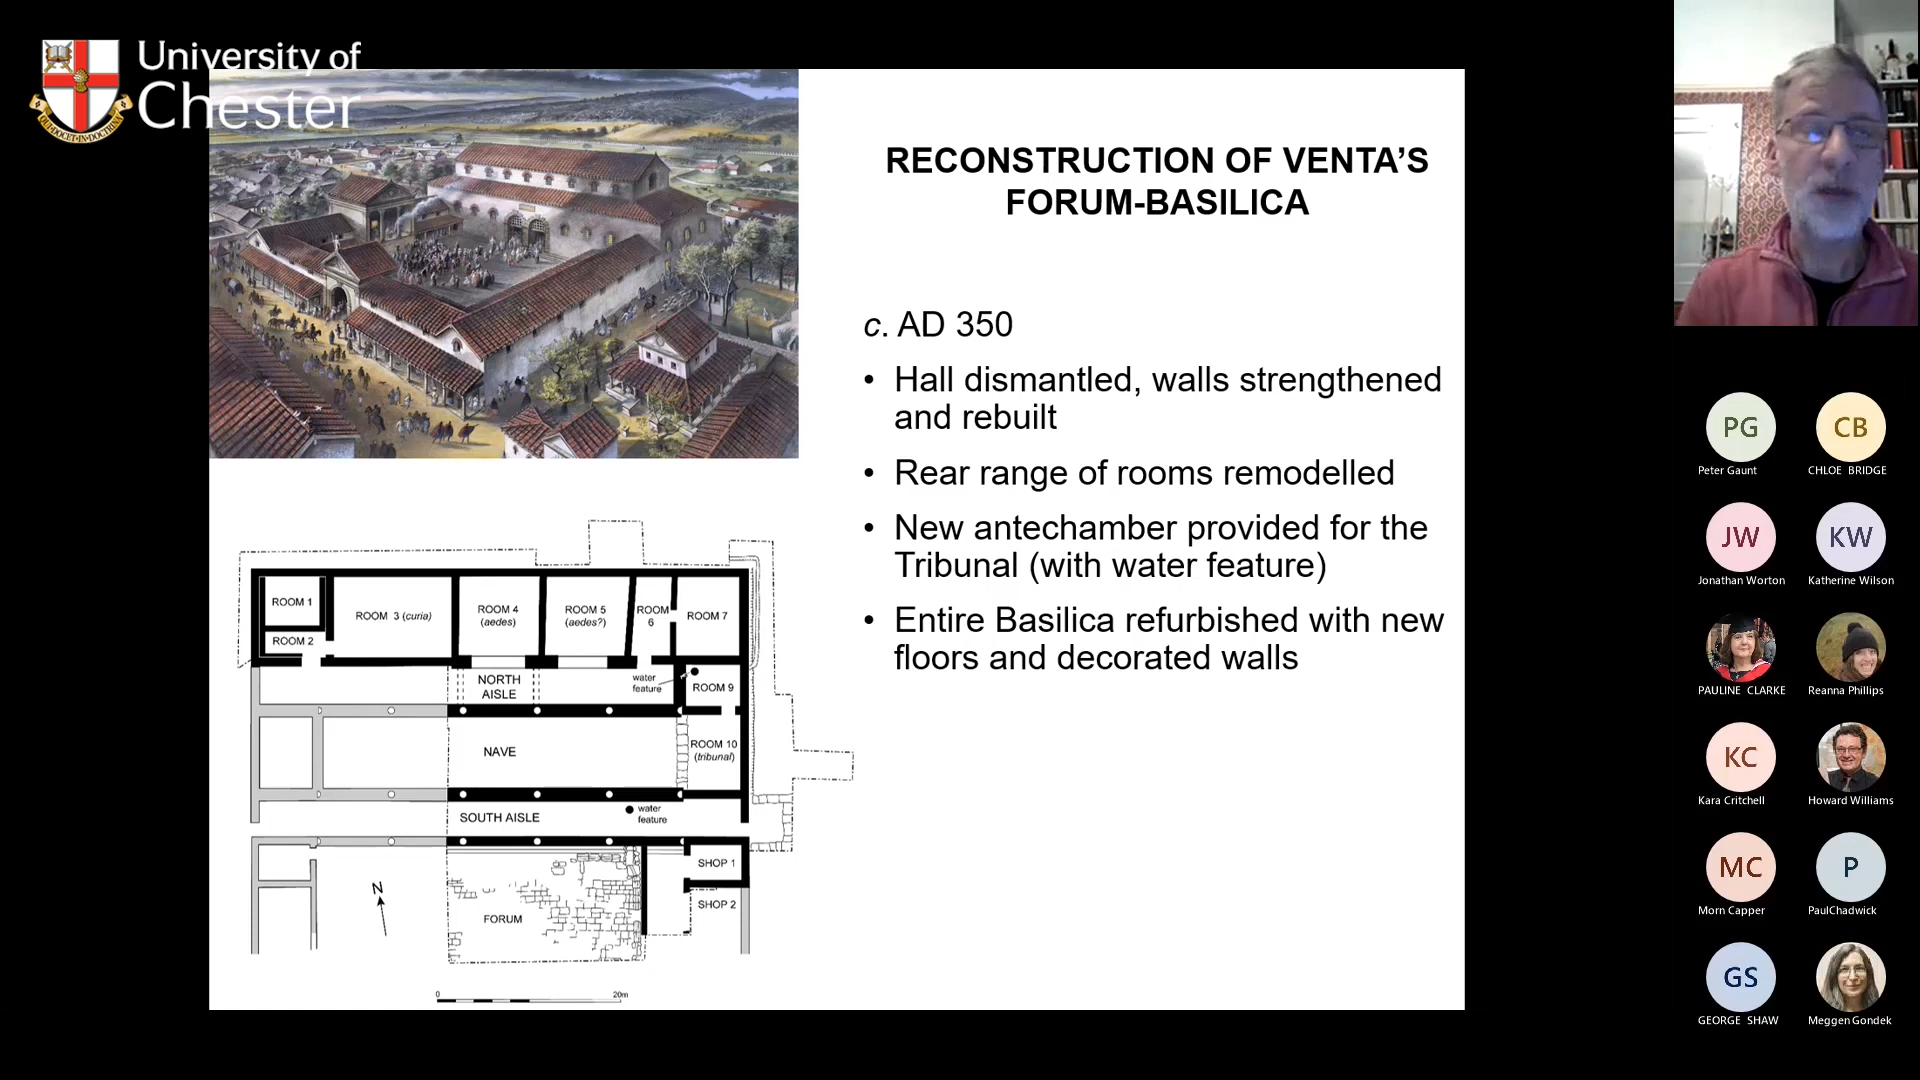 University of
Chester
RECONSTRUCTION OF VENTA’S
FORUM-BASILICA
c. AD 350
• Hall dismantled, walls strengthened
and rebuilt
• Rear range of rooms remodelled
• New antechamber provided for the
Tribunal (with water feature)
• Entire Basilica refurbished with new
floors and decorated walls
ROOM 1
ROOM 2
ROOM 3 (curia)
ROOM 4
(aedes)
ROOM 5
(aedes?)
ROOM
6
ROOM 7
NORTH
AISLE
water
feature
ROOM 9
NAVE
ROOM 10
(tribunal)
SOUTH AISLE
water
feature
SHOP 1
SHOP 2
N
FORUM
0
20m
PG
Peter Gaunt
CB
CHLOE BRIDGE
JW
Jonathan Worton
KW
Katherine Wilson
PAULINE CLARKE
Reanna Phillips
KC
Kara Critchell
Howard Williams
MC
Morn Capper
P
PaulChadwick
GS
GEORGE SHAW
Meggen Gondek